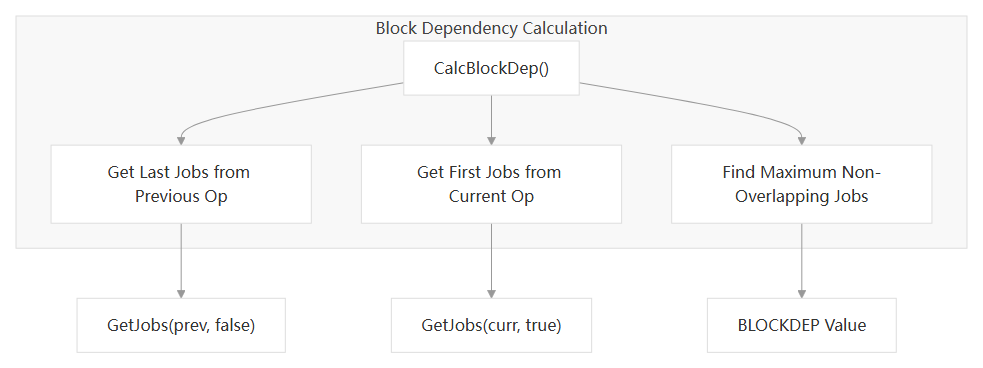 Block Dependency Calculation
CalcBlockDep()
Get Last Jobs from
Previous Op
Get First Jobs from
Current Op
Find Maximum Non-
Overlapping Jobs
GetJobs(prev, false)
GetJobs(curr, true)
BLOCKDEP Value